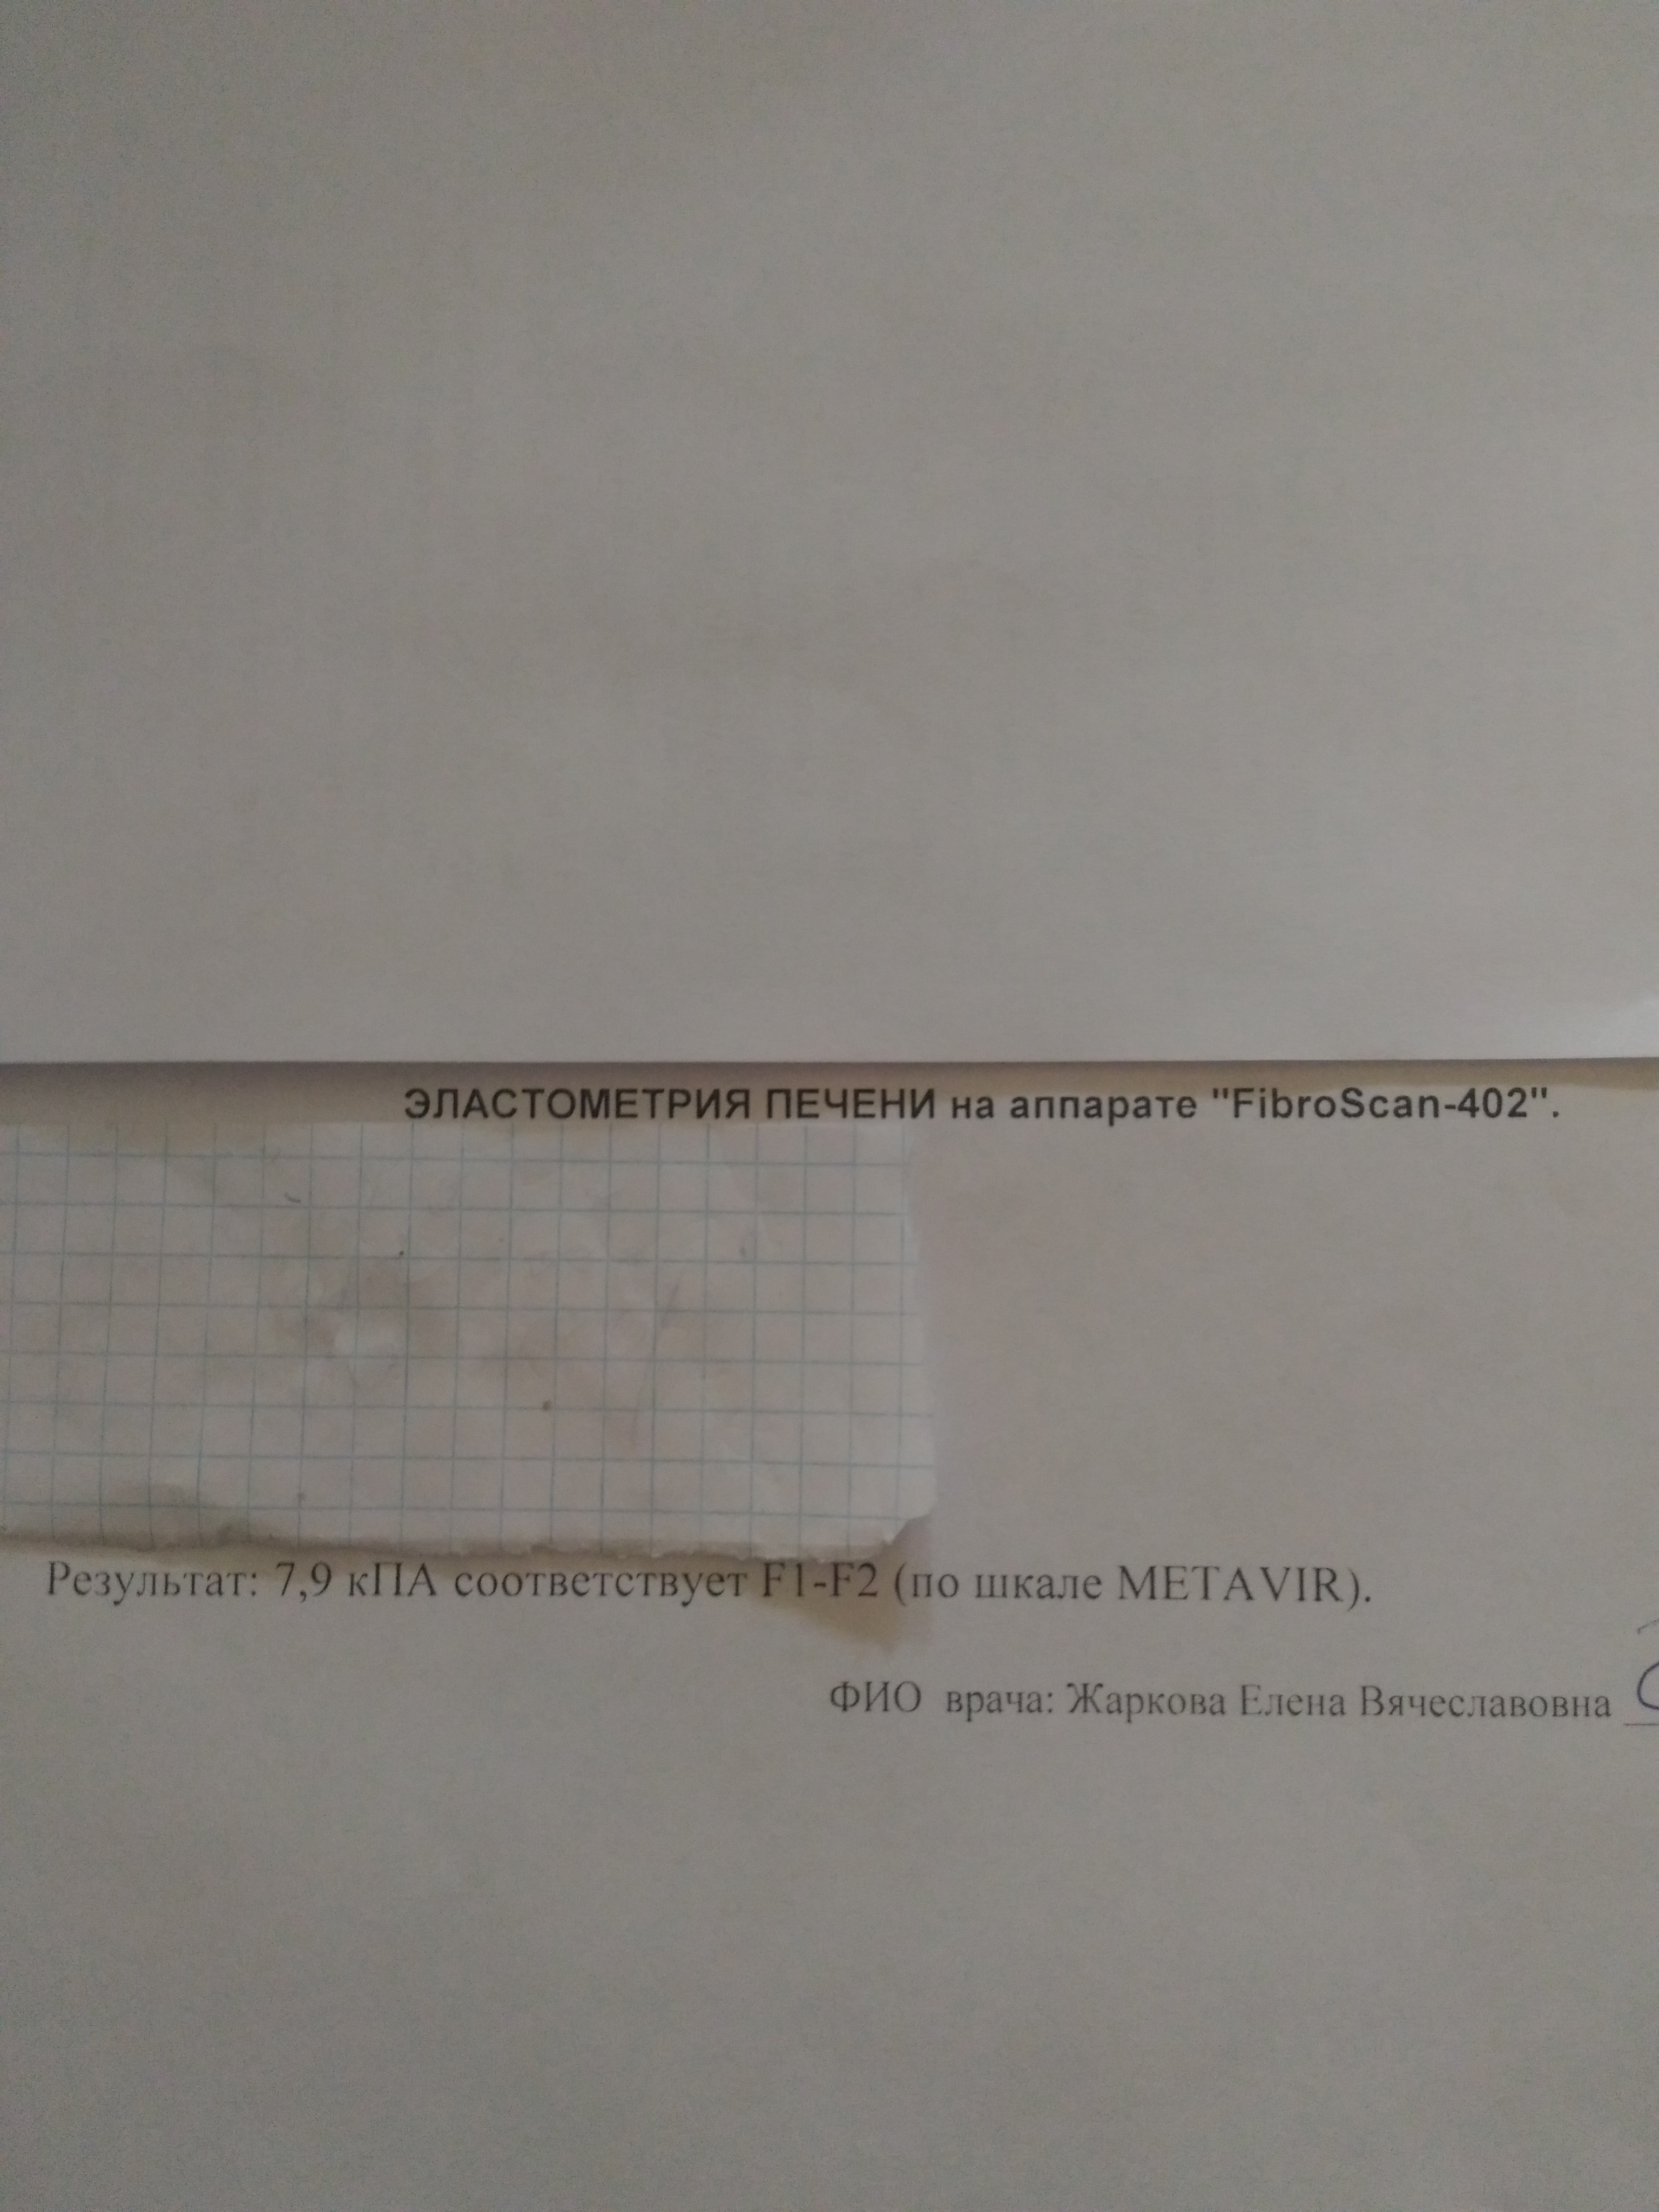 ЭЛАСТОМЕТРИЯ ПЕЧЕНИ на аппарате "FibroScan-402".
Результат: 7,9 кПА соответствует F1-F2 (по шкале METAVIR).
ФИО врача: Жаркова Елена Вячеславовна